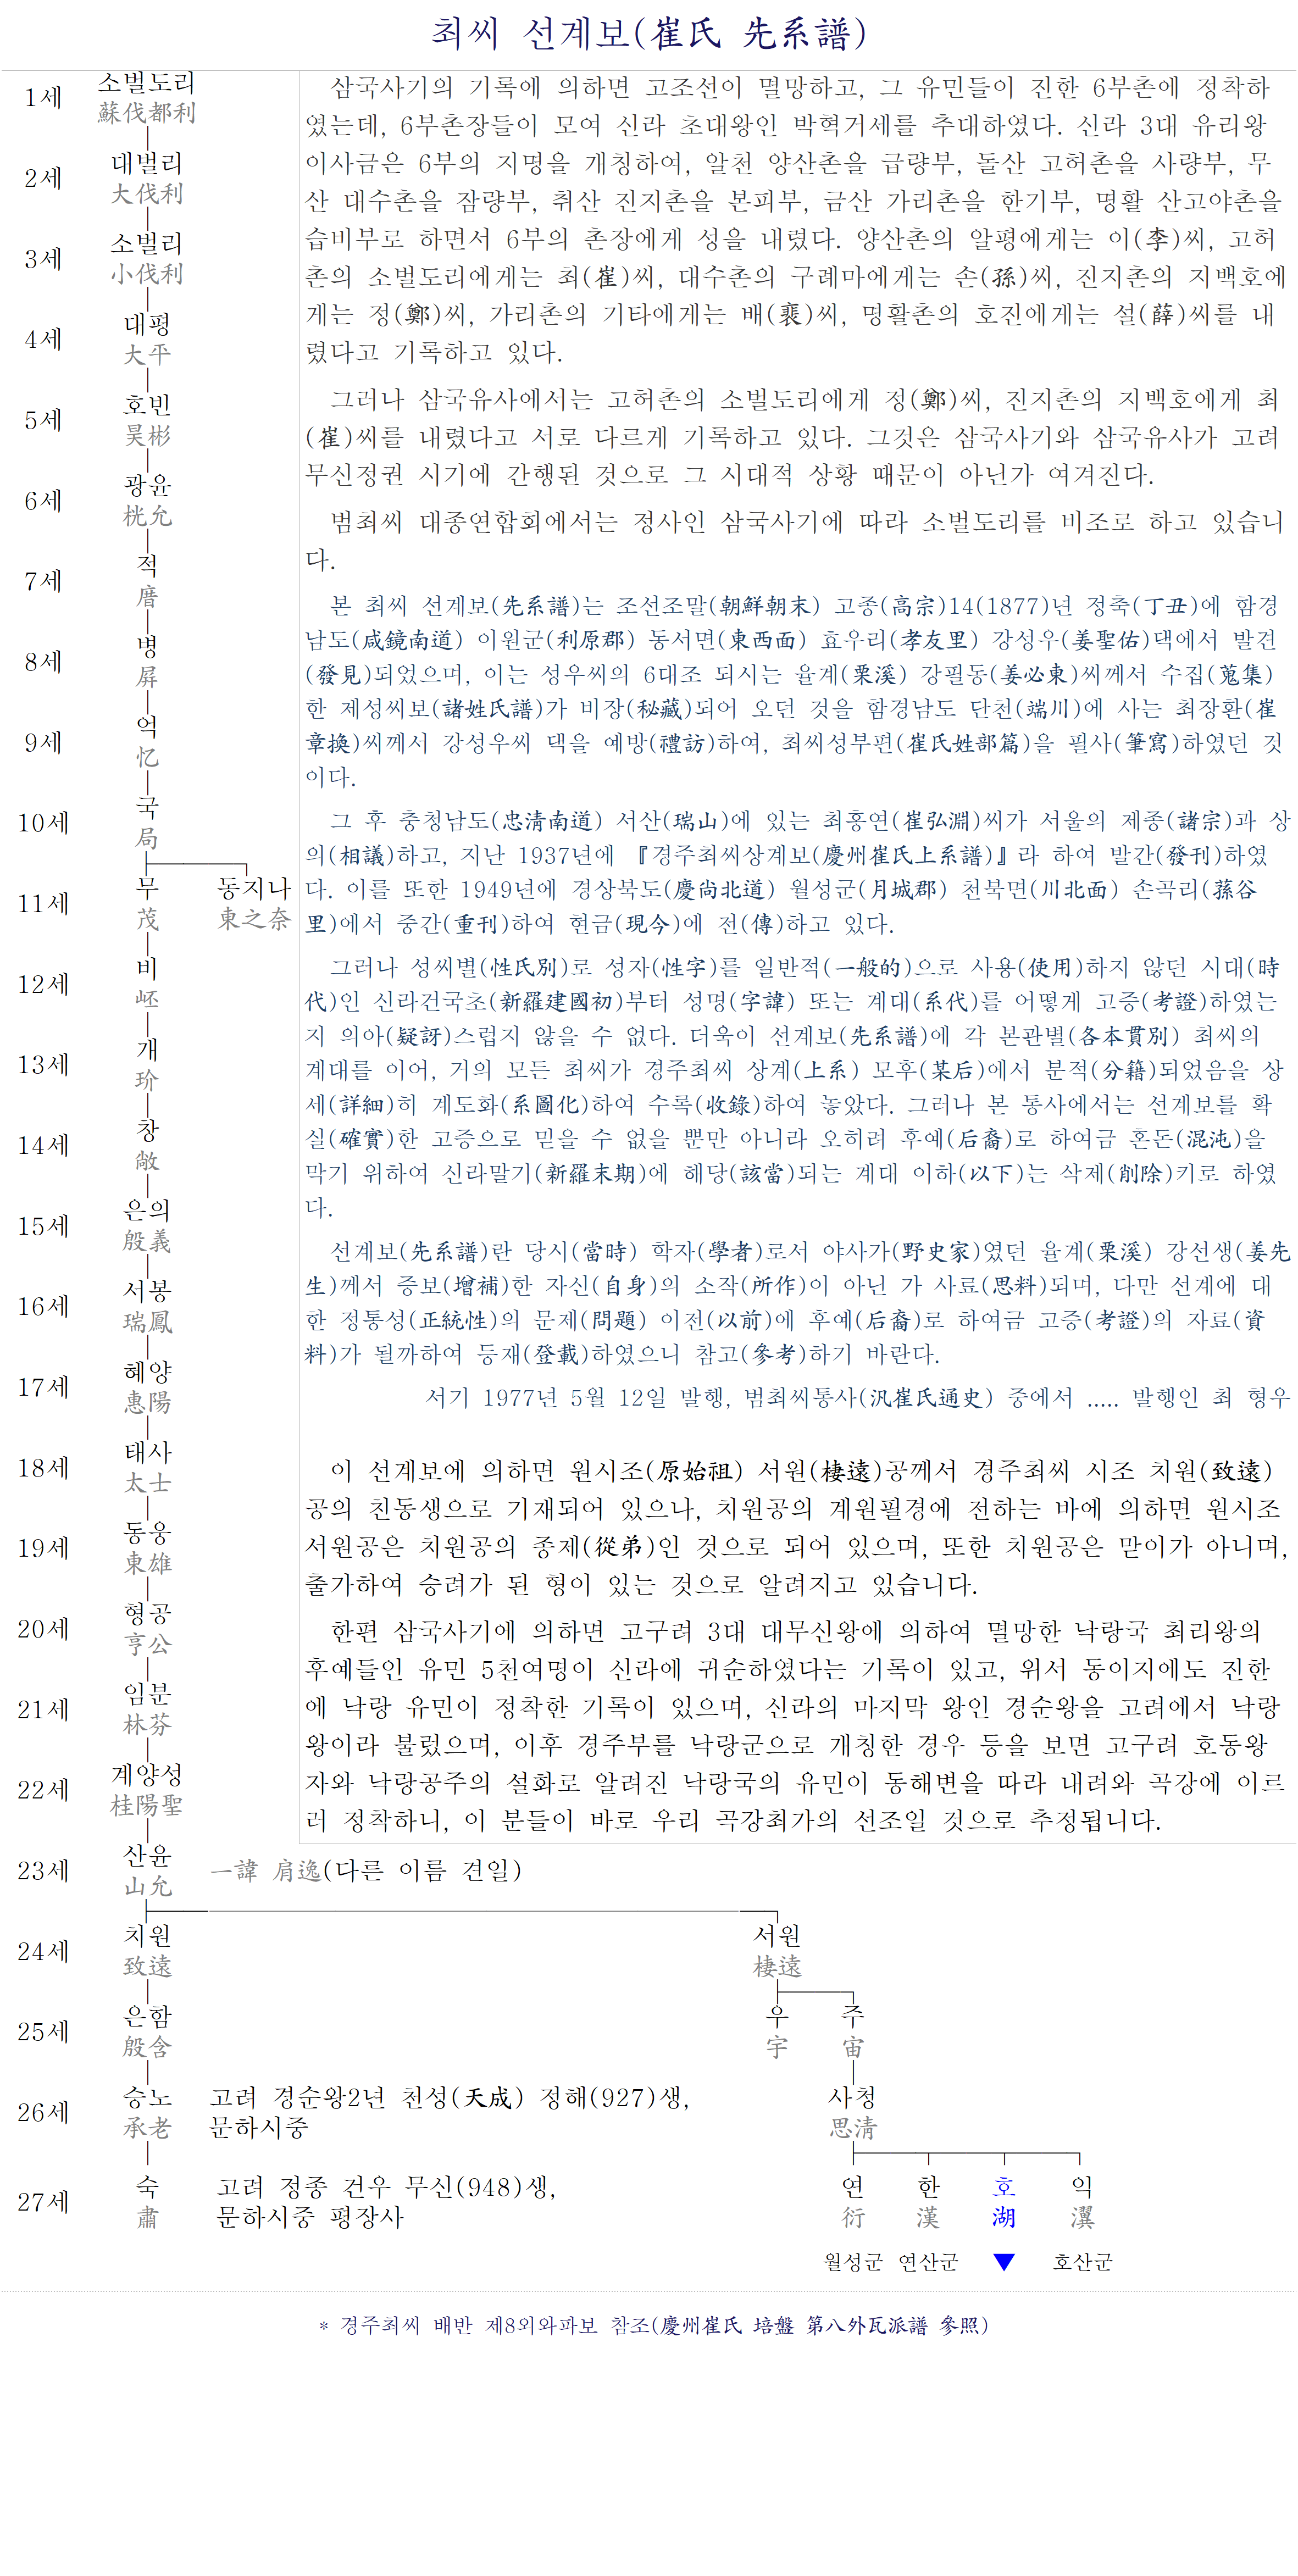 최씨 선계보(崔氏 先系譜)
1세
소벌도리
蘇伐都利
2세
대벌리
大伐利
3세
소벌리
小伐利
4세
대평
大平
5세
호빈
昊彬
6세
광윤
桄允
7세
적
8세
병
屛
9세
억
忆
10세
국
局
11세
무
茂
동지나
東之奈
12세
비
岯
13세
개
玠
14세
창
敞
15세
은의
殷義
16세
서봉
瑞鳳
17세
혜양
惠陽
18세
태사
太士
19세
동웅
東雄
20세
형공
亨公
21세
임분
林芬
22세
계양성
桂陽聖
삼국사기의 기록에 의하면 고조선이 멸망하고, 그 유민들이 진한 6부촌에 정착하
였는데, 6부촌장들이 모여 신라 초대왕인 박혁거세를 추대하였다. 신라 3대 유리왕
이사금은 6부의 지명을 개칭하여, 알천 양산촌을 급량부, 돌산 고허촌을 사량부, 무
산 대수촌을 잠량부, 취산 진지촌을 본피부, 금산 가리촌을 한기부, 명활 산고야촌을
습비부로 하면서 6부의 촌장에게 성을 내렸다. 양산촌의 알평에게는 이(李)씨, 고허
촌의 소벌도리에게는 최(崔)씨, 대수촌의 구례마에게는 손(孫)씨, 진지촌의 지백호에
게는 정(鄭)씨, 가리촌의 기타에게는 배(裵)씨, 명활촌의 호진에게는 설(薛)씨를 내
렸다고 기록하고 있다.
그러나 삼국유사에서는 고허촌의 소벌도리에게 정(鄭)씨, 진지촌의 지백호에게 최
(崔)씨를 내렸다고 서로 다르게 기록하고 있다. 그것은 삼국사기와 삼국유사가 고려
무신정권 시기에 간행된 것으로 그 시대적 상황 때문이 아닌가 여겨진다.
범최씨 대종연합회에서는 정사인 삼국사기에 따라 소벌도리를 비조로 하고 있습니
다.
본 최씨 선계보(先系譜)는 조선조말(朝鮮朝末) 고종(高宗)14(1877)년 정축(丁丑)에 함경
남도(咸鏡南道) 이원군(利原郡) 동서면(東西面) 효우리(孝友里) 강성우(姜聖佑)댁에서 발견
(發見)되었으며, 이는 성우씨의 6대조 되시는 율계(栗溪) 강필동(姜必東)씨께서 수집(蒐集)
한 제성씨보(諸姓氏譜)가 비장(秘藏)되어 오던 것을 함경남도 단천(端川)에 사는 최장환(崔
章換)씨께서 강성우씨 댁을 예방(禮訪)하여, 최씨성부편(崔氏姓部篇)을 필사(筆寫)하였던 것
이다.
그 후 충청남도(忠清南道) 서산(瑞山)에 있는 최홍연(崔弘淵)씨가 서울의 제종(諸宗)과 상
의(相議)하고, 지난 1937년에 『경주최씨상계보(慶州崔氏上系譜)』라 하여 발간(發刊)하였
다. 이를 또한 1949년에 경상북도(慶尙北道) 월성군(月城郡) 천북면(川北面) 손곡리(蓀谷
里)에서 중간(重刊)하여 현금(現今)에 전(傳)하고 있다.
그러나 성씨별(性氏別)로 성자(性字)를 일반적(一般的)으로 사용(使用)하지 않던 시대(時
代)인 신라건국초(新羅建國初)부터 성명(字諱) 또는 계대(系代)를 어떻게 고증(考證)하였는
지 의아(疑訝)스럽지 않을 수 없다. 더욱이 선계보(先系譜)에 각 본관별(各本貫別) 최씨의
계대를 이어, 거의 모든 최씨가 경주최씨 상계(上系) 모후(某后)에서 분적(分籍)되었음을 상
세(詳細)히 계도화(系圖化)하여 수록(收錄)하여 놓았다. 그러나 본 통사에서는 선계보를 확
실(確實)한 고증으로 믿을 수 없을 뿐만 아니라 오히려 후예(后裔)로 하여금 혼돈(混沌)을
막기 위하여 신라말기(新羅末期)에 해당(該當)되는 계대 이하(以下)는 삭제(削除)키로 하였
다.
선계보(先系譜)란 당시(當時) 학자(學者)로서 야사가(野史家)였던 율계(栗溪) 강선생(姜先
生)께서 증보(增補)한 자신(自身)의 소작(所作)이 아닌 가 사료(思料)되며, 다만 선계에 대
한 정통성(正統性)의 문제(問題) 이전(以前)에 후예(后裔)로 하여금 고증(考證)의 자료(資
料)가 될까하여 등재(登載)하였으니 참고(參考)하기 바란다.
서기 1977년 5월 12일 발행, 범최씨통사(汎崔氏通史) 중에서 ..... 발행인 최 형우
이 선계보에 의하면 원시조(原始祖) 서원(棲遠)공께서 경주최씨 시조 치원(致遠)
공의 친동생으로 기재되어 있으나, 치원공의 계원필경에 전하는 바에 의하면 원시조
서원공은 치원공의 종제(從弟)인 것으로 되어 있으며, 또한 치원공은 맏이가 아니며,
출가하여 승려가 된 형이 있는 것으로 알려지고 있습니다.
한편 삼국사기에 의하면 고구려 3대 대무신왕에 의하여 멸망한 낙랑국 최리왕의
후예들인 유민 5천여명이 신라에 귀순하였다는 기록이 있고, 위서 동이지에도 진한
에 낙랑 유민이 정착한 기록이 있으며, 신라의 마지막 왕인 경순왕을 고려에서 낙랑
왕이라 불렀으며, 이후 경주부를 낙랑군으로 개칭한 경우 등을 보면 고구려 호동왕
자와 낙랑공주의 설화로 알려진 낙랑국의 유민이 동해변을 따라 내려와 곡강에 이르
러 정착하니, 이 분들이 바로 우리 곡강최가의 선조일 것으로 추정됩니다.
23세
산윤
山允
一諱 肩逸(다른 이름 견일)
24세
치원
致遠
서원
棲遠
25세
은함
殷含
우
宇
주
宙
26세
승노
承老
고려 경순왕2년 천성(天成) 정해(927)생,
문하시중
사청
思淸
27세
숙
肅
고려 정종 건우 무신(948)생,
문하시중 평장사
연
衍
한
漢
호
湖
익
瀷
월성군 연산군 ▼ 호산군
* 경주최씨 배반 제8외와파보 참조(慶州崔氏 培盤 第八外瓦派譜 參照)